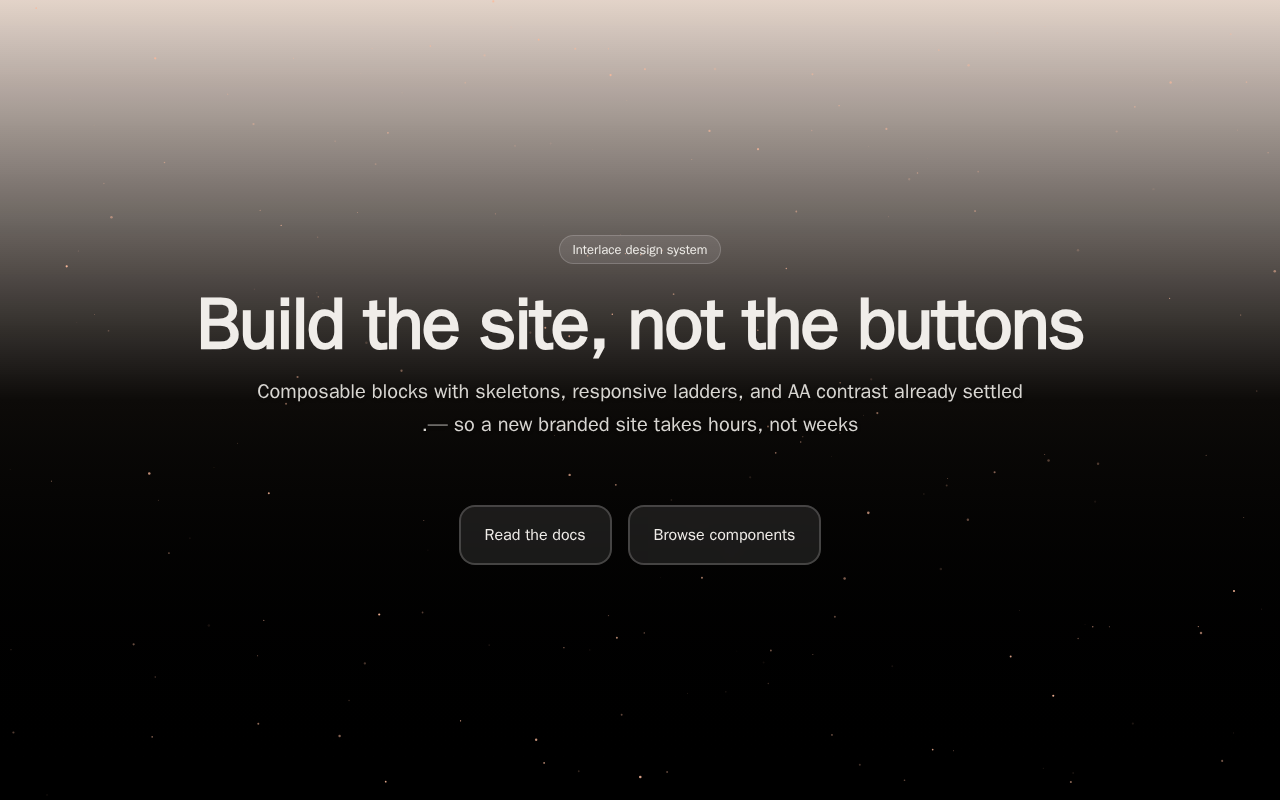 Interlace design system
Build the site, not the buttons
Composable blocks with skeletons, responsive ladders, and AA contrast already settled
.— so a new branded site takes hours, not weeks
Read the docs
Browse components